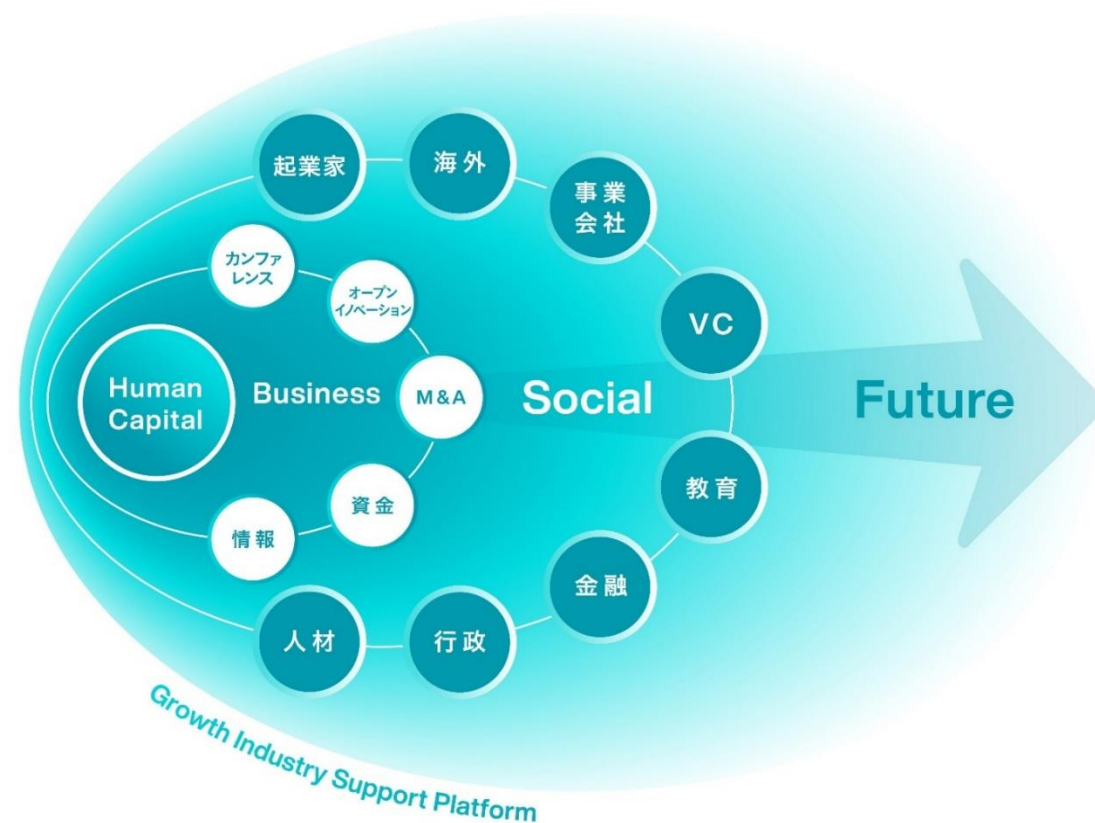 起業家
海外
事業
会社
カンファ
レンス
オープン
イノベーション
VC
Human
Capital
Business
M&A
Social
Future
資金
教育
情報
金融
人材
行政
Growth Industry Support Platform